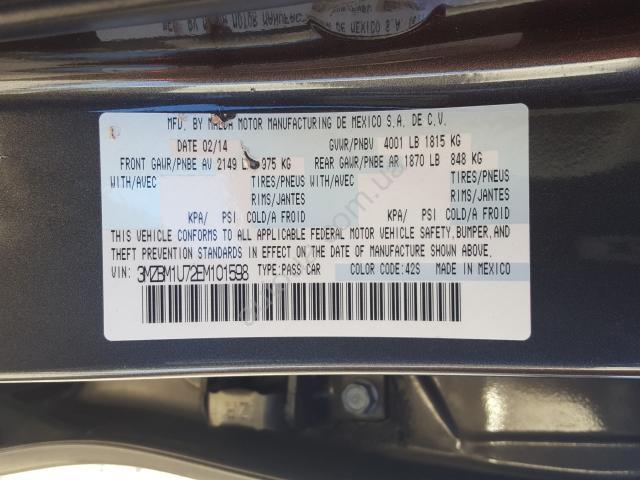 MFD. BY MAZDA MOTOR MANUFACTURING DE MEXICO S.A. DE C.V.
DATE 02/14 GVWR/PNBV 4001 LB 1815 KG
FRONT GAWR/PNBE AV 2149 LB 975 KG REAR GAWR/PNBE AR 1870 LB 848 KG
WITH/AVEC TIRES/PNEUS WITH/AVEC TIRES/PNEUS
RIMS/JANTES RIMS/JANTES
KPA/ PSI COLD/A FROID KPA/ PSI COLD/A FROID
THIS VEHICLE CONFORMS TO ALL APPLICABLE FEDERAL MOTOR VEHICLE SAFETY, BUMPER, AND
THEFT PREVENTION STANDARDS IN EFFECT ON THE DATE OF MANUFACTURE SHOWN ABOVE.
VIN: 3MZBM1U72EM101598 TYPE: PASS CAR COLOR CODE: 42S MADE IN MEXICO